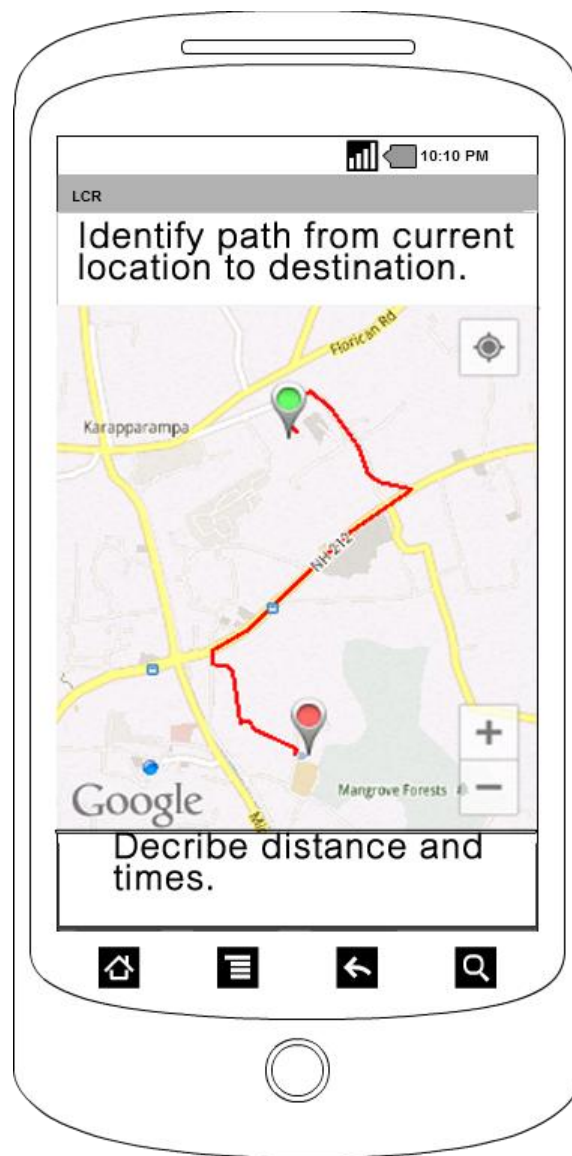 10:10 PM
LCR
Identify path from current
location to destination.
Florican Rd
Karapparampa
NH 212
Mangrove Forests
Google
Decribe distance and
times.